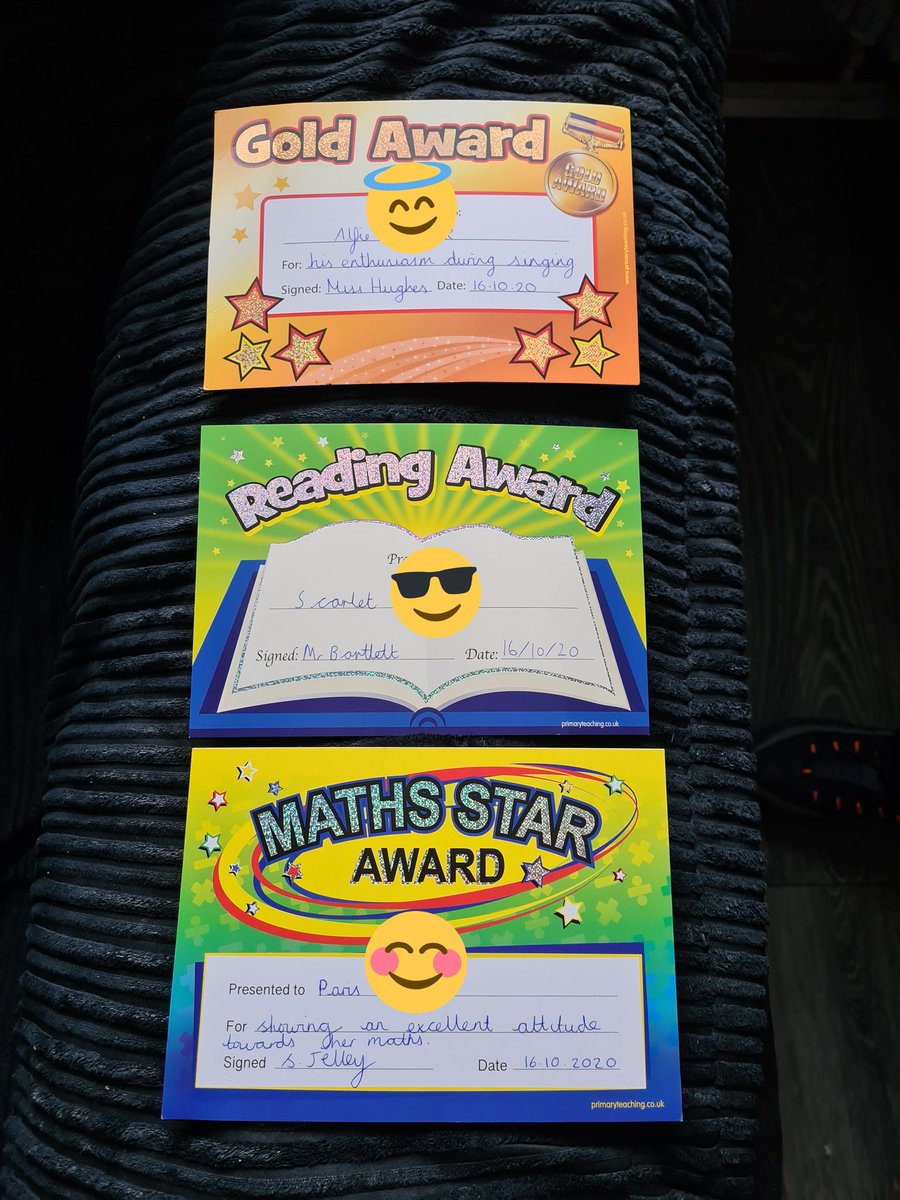 Gold Award
GOLD
AWARD
Alfie
For: his enthusiasm during singing
Signed: Miss Hughes Date: 16.10.20
www.primaryteaching.co.uk
Reading Award
Scarlet
Signed: Mr Bartlett Date: 16/10/20
primaryteaching.co.uk
MATHS STAR
AWARD
Presented to Paris
For showing an excellent attitude
towards her maths.
Signed S. Jelley Date 16.10.2020
primaryteaching.co.uk